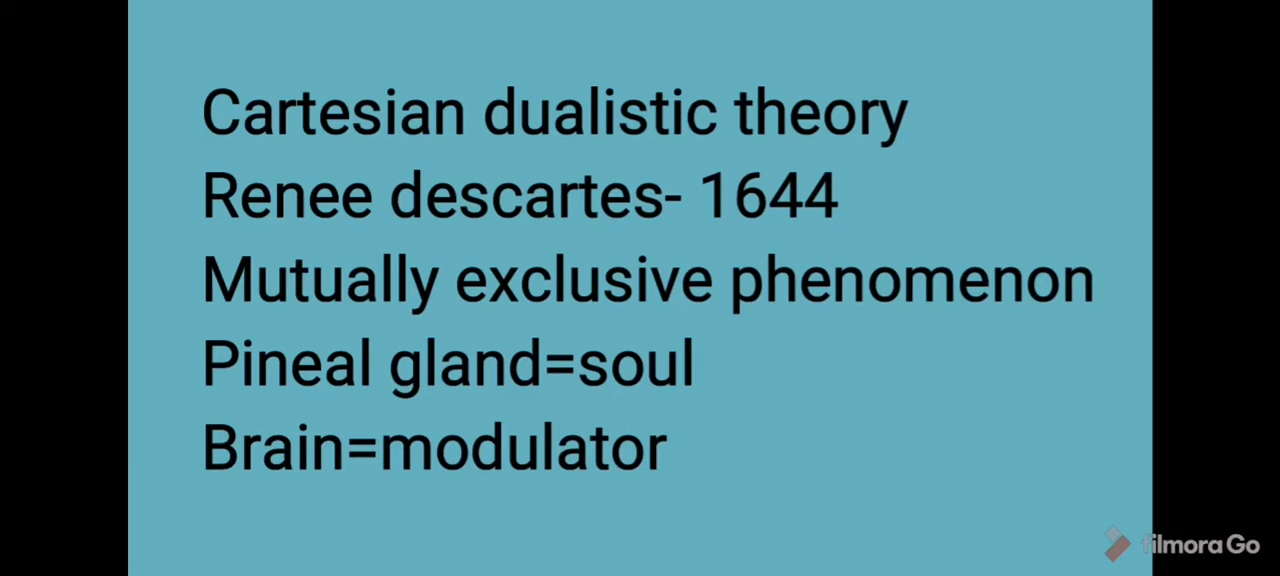 Cartesian dualistic theory
Renee descartes- 1644
Mutually exclusive phenomenon
Pineal gland=soul
Brain=modulator
filmora Go